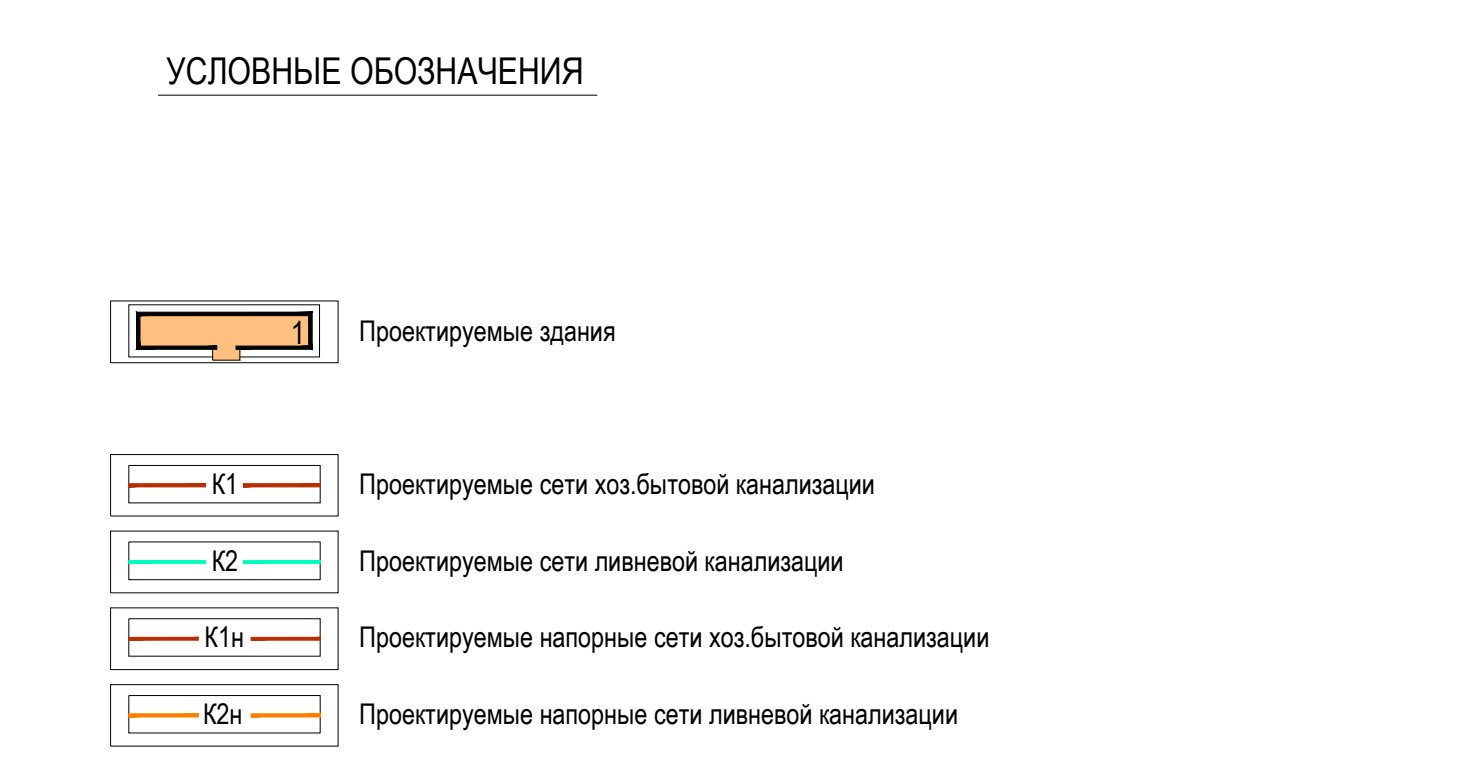 УСЛОВНЫЕ ОБОЗНАЧЕНИЯ
1 Проектируемые здания
К1 Проектируемые сети хоз.бытовой канализации
К2 Проектируемые сети ливневой канализации
К1н Проектируемые напорные сети хоз.бытовой канализации
К2н Проектируемые напорные сети ливневой канализации